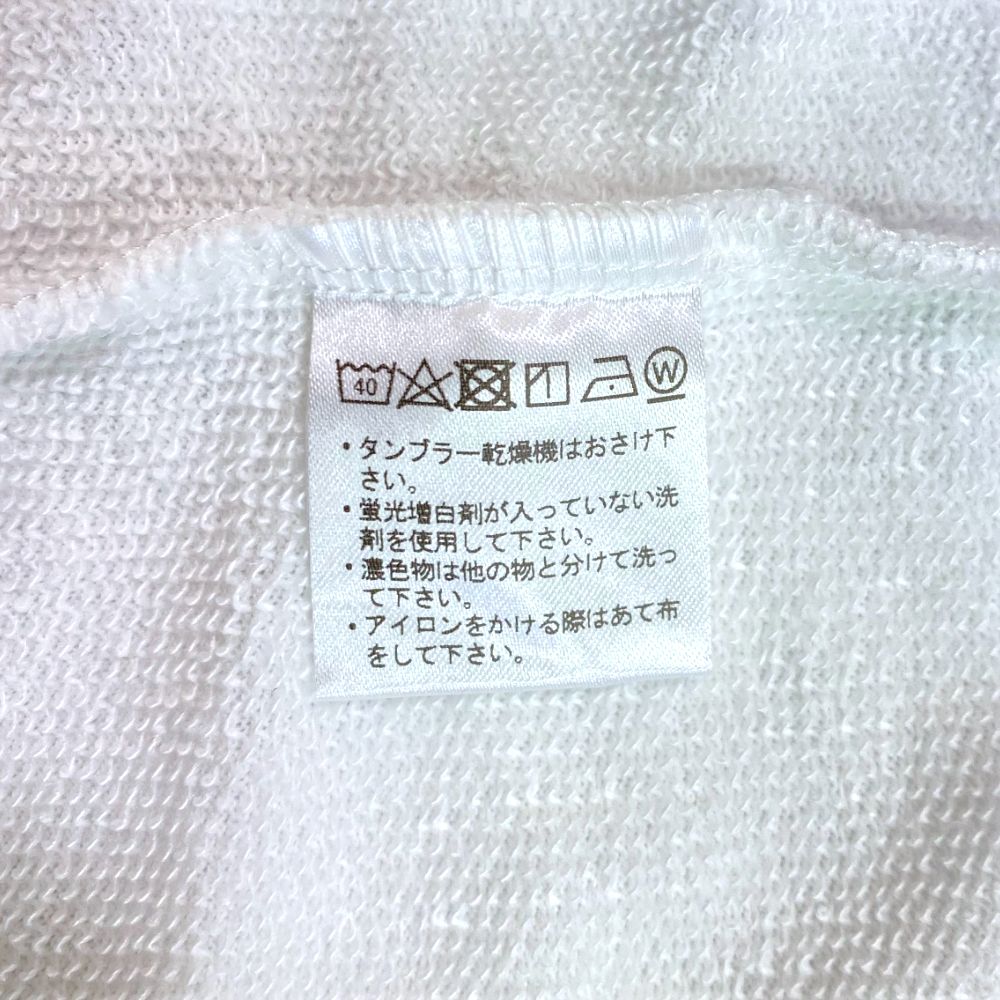 40 W
・タンブラー乾燥機はおさけ下
さい。
・蛍光増白剤が入っていない洗
剤を使用して下さい。
・濃色物は他の物と分けて洗っ
て下さい。
・アイロンをかける際はあて布
をして下さい。